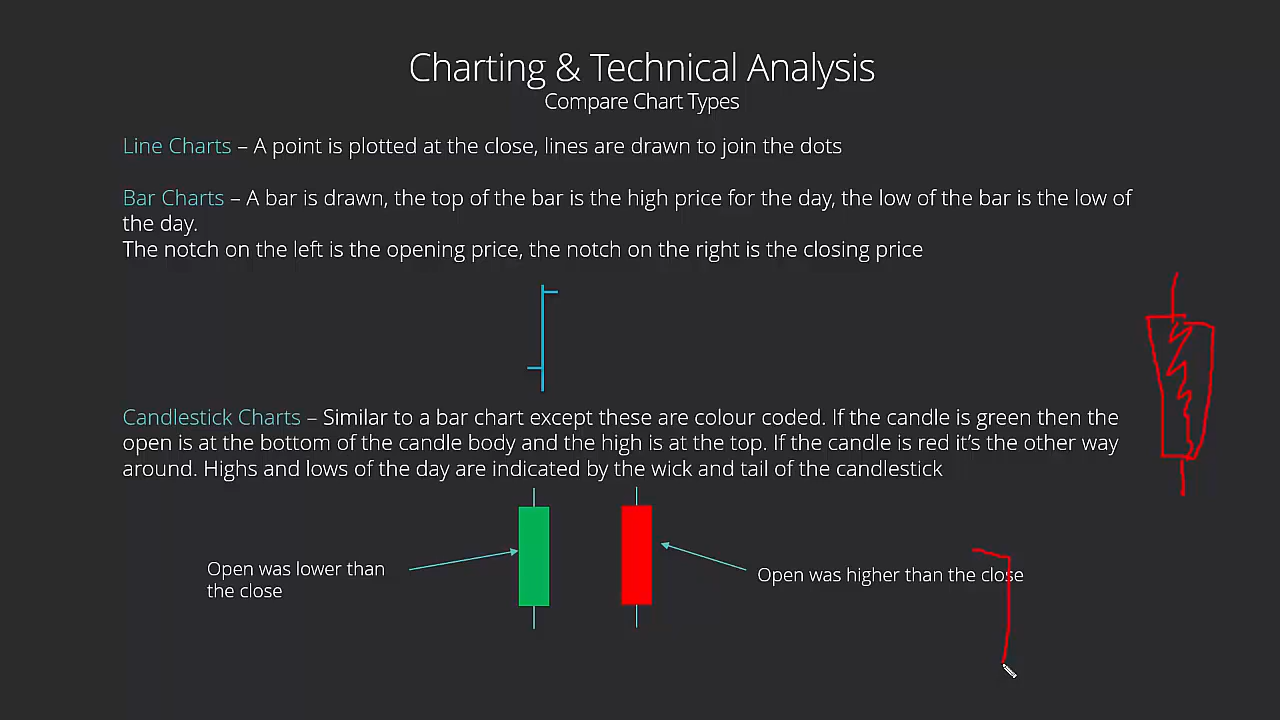 Charting & Technical Analysis
Compare Chart Types
Line Charts – A point is plotted at the close, lines are drawn to join the dots
Bar Charts – A bar is drawn, the top of the bar is the high price for the day, the low of the bar is the low of
the day.
The notch on the left is the opening price, the notch on the right is the closing price
Candlestick Charts – Similar to a bar chart except these are colour coded. If the candle is green then the
open is at the bottom of the candle body and the high is at the top. If the candle is red it’s the other way
around. Highs and lows of the day are indicated by the wick and tail of the candlestick
Open was lower than
the close
Open was higher than the close